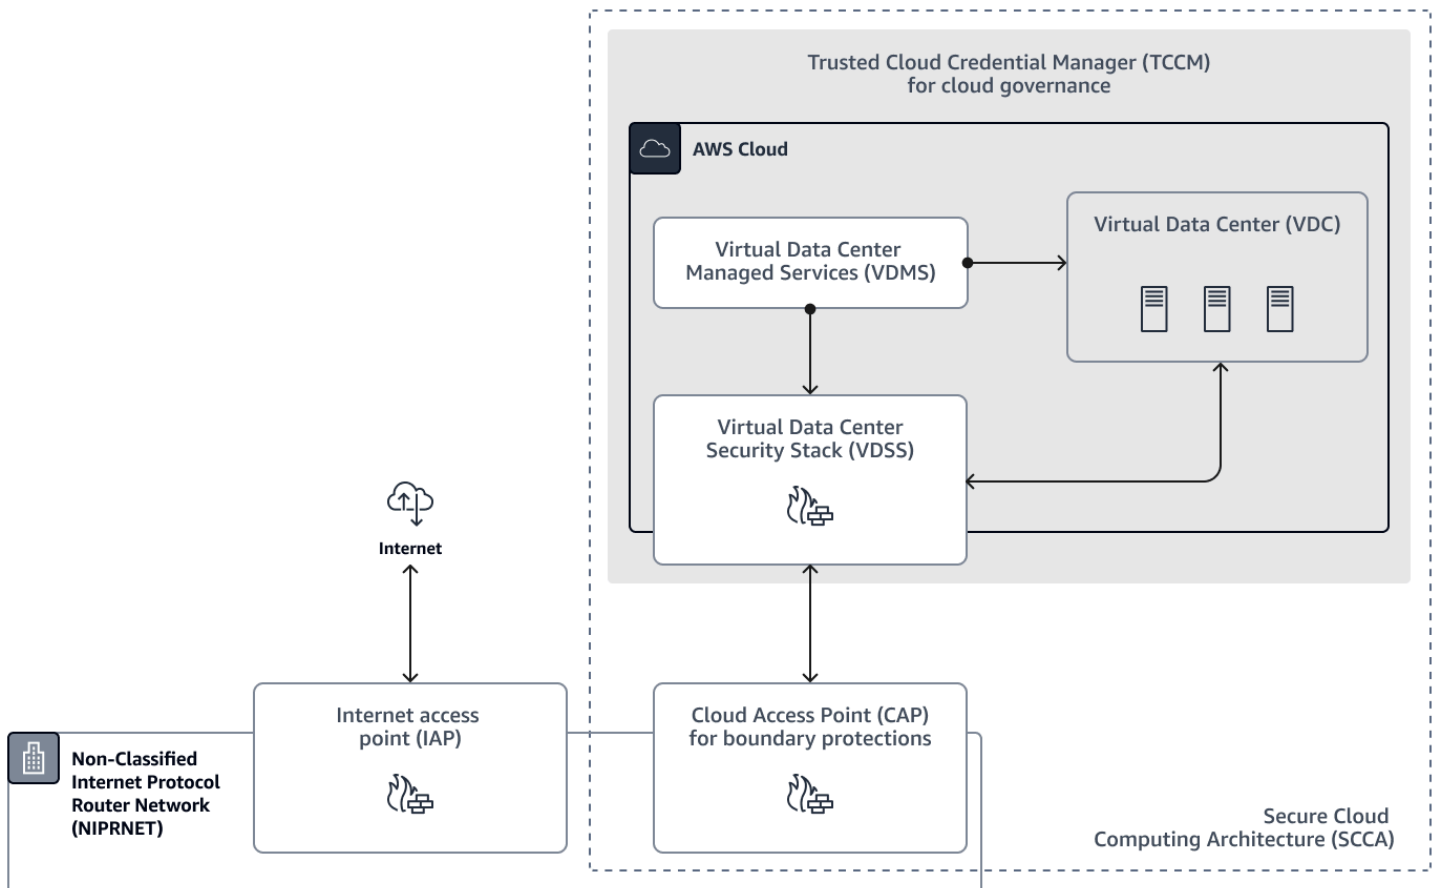 Trusted Cloud Credential Manager (TCCM)
for cloud governance
AWS Cloud
Virtual Data Center
Managed Services (VDMS)
Virtual Data Center (VDC)
Virtual Data Center
Security Stack (VDSS)
Internet
Internet access
point (IAP)
Cloud Access Point (CAP)
for boundary protections
Non-Classified
Internet Protocol
Router Network
(NIPRNET)
Secure Cloud
Computing Architecture (SCCA)